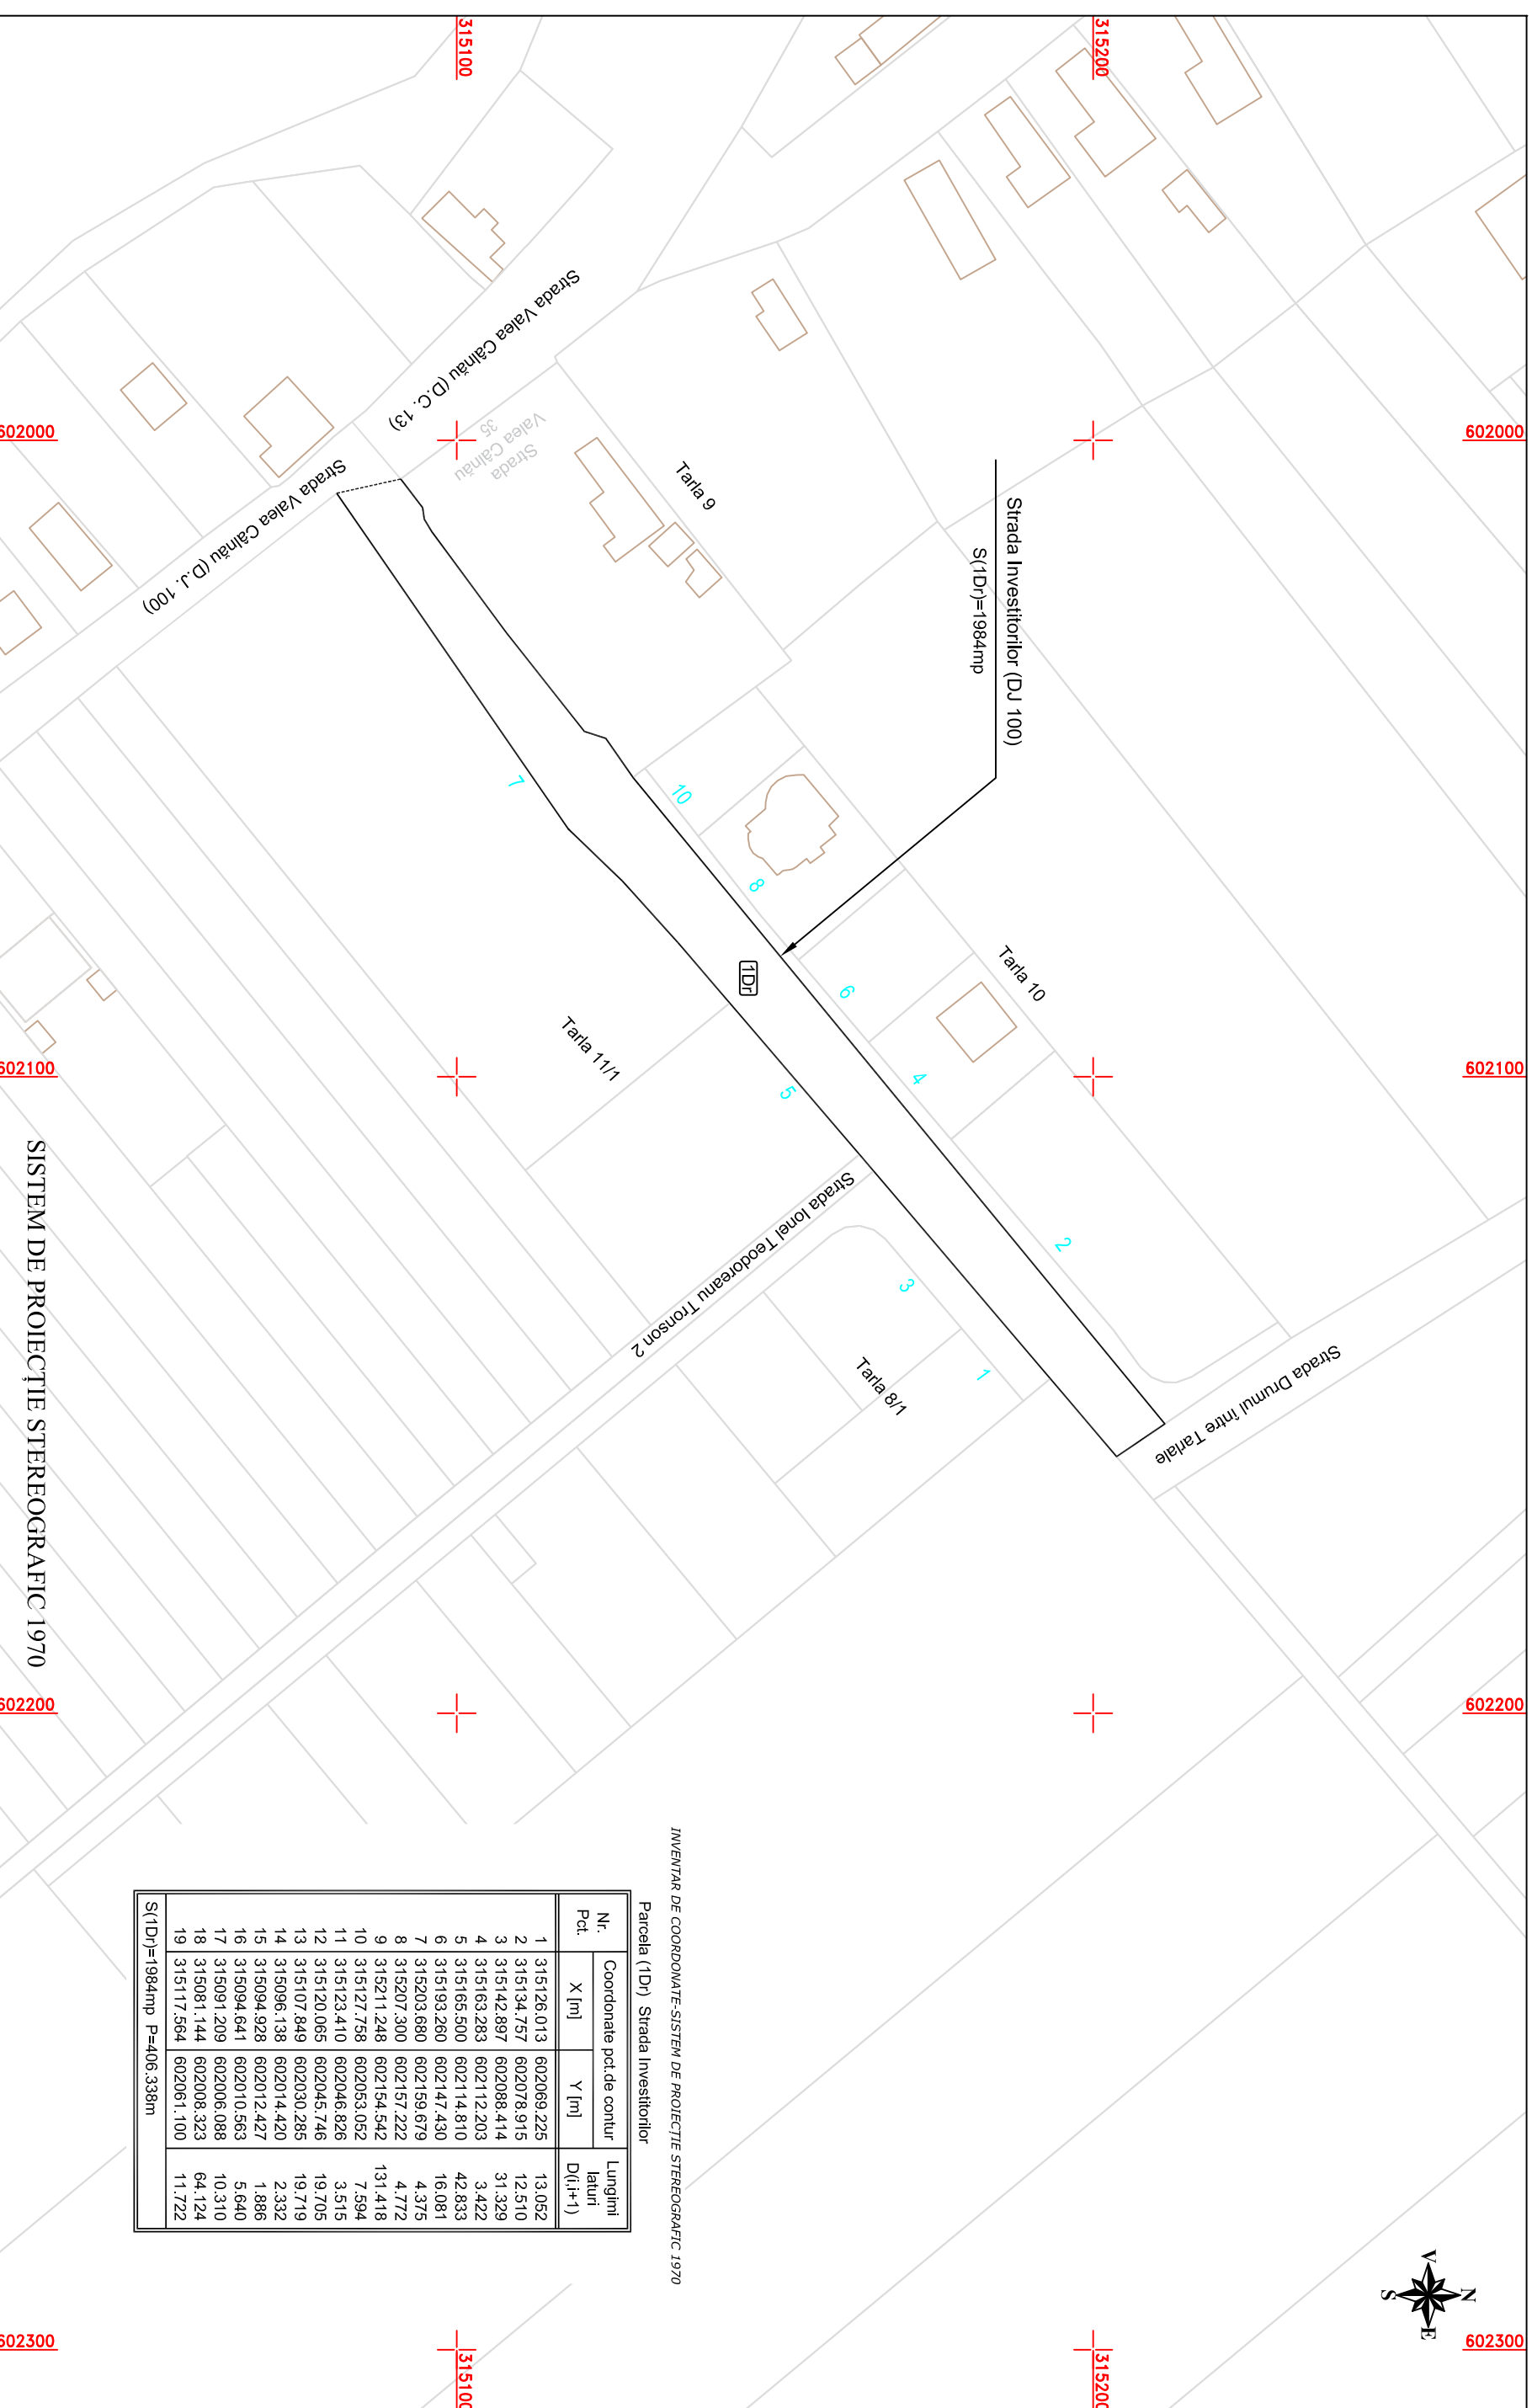 315100
315200
602000
602000
602100
602100
602200
602200
602300
602300
315100
315200
Strada Valea Câlnău (D.C. 13)
Strada Valea Câlnău (D.J. 100)
Strada
Valea Câlnău
35
Tarla 9
Strada Investitorilor (DJ 100)
S(1Dr)=1984mp
10
8
6
4
2
7
5
3
1
1Dr
Tarla 10
Tarla 11/1
Tarla 8/1
Strada Ionel Teodoreanu Tronson 2
Strada Drumul între Tarlale
SISTEM DE PROIECȚIE STEREOGRAFIC 1970
INVENTAR DE COORDONATE-SISTEM DE PROIECȚIE STEREOGRAFIC 1970
Parcela (1Dr) Strada Investitorilor
Nr. Pct. Coordonate pct.de contur Lungimi laturi
X [m] Y [m] D(i,i+1)
1 315126.013 602069.225 13.052
2 315134.757 602078.915 12.510
3 315142.897 602088.414 31.329
4 315163.283 602112.203 3.422
5 315165.500 602114.810 42.833
6 315193.260 602147.430 16.081
7 315203.680 602159.679 4.375
8 315207.300 602157.222 4.772
9 315211.248 602154.542 131.418
10 315127.758 602053.052 7.594
11 315123.410 602046.826 3.515
12 315120.065 602045.746 19.705
13 315107.849 602030.285 19.719
14 315096.138 602014.420 2.332
15 315094.928 602012.427 1.886
16 315094.641 602010.563 5.640
17 315091.209 602006.088 10.310
18 315081.144 602008.323 64.124
19 315117.564 602061.100 11.722
S(1Dr)=1984mp P=406.338m
N
V
E
S